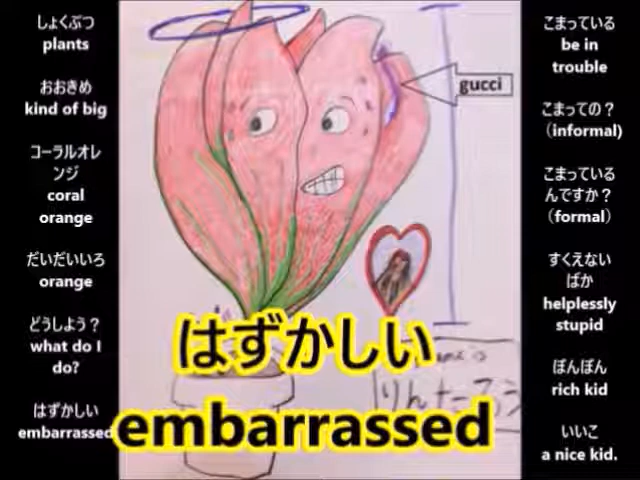 しょくぶつ
plants
おおきめ
kind of big
コーラルオレ
ンジ
coral
orange
だいだいいろ
orange
どうしよう？
what do I
do?
はずかしい
embarrassed
gucci
はずかしい
embarrassed
りんたろう
こまっている
be in
trouble
こまっての？
（informal)
こまっている
んですか？
（formal）
すくえない
ばか
helplessly
stupid
ぼんぼん
rich kid
いいこ
a nice kid.